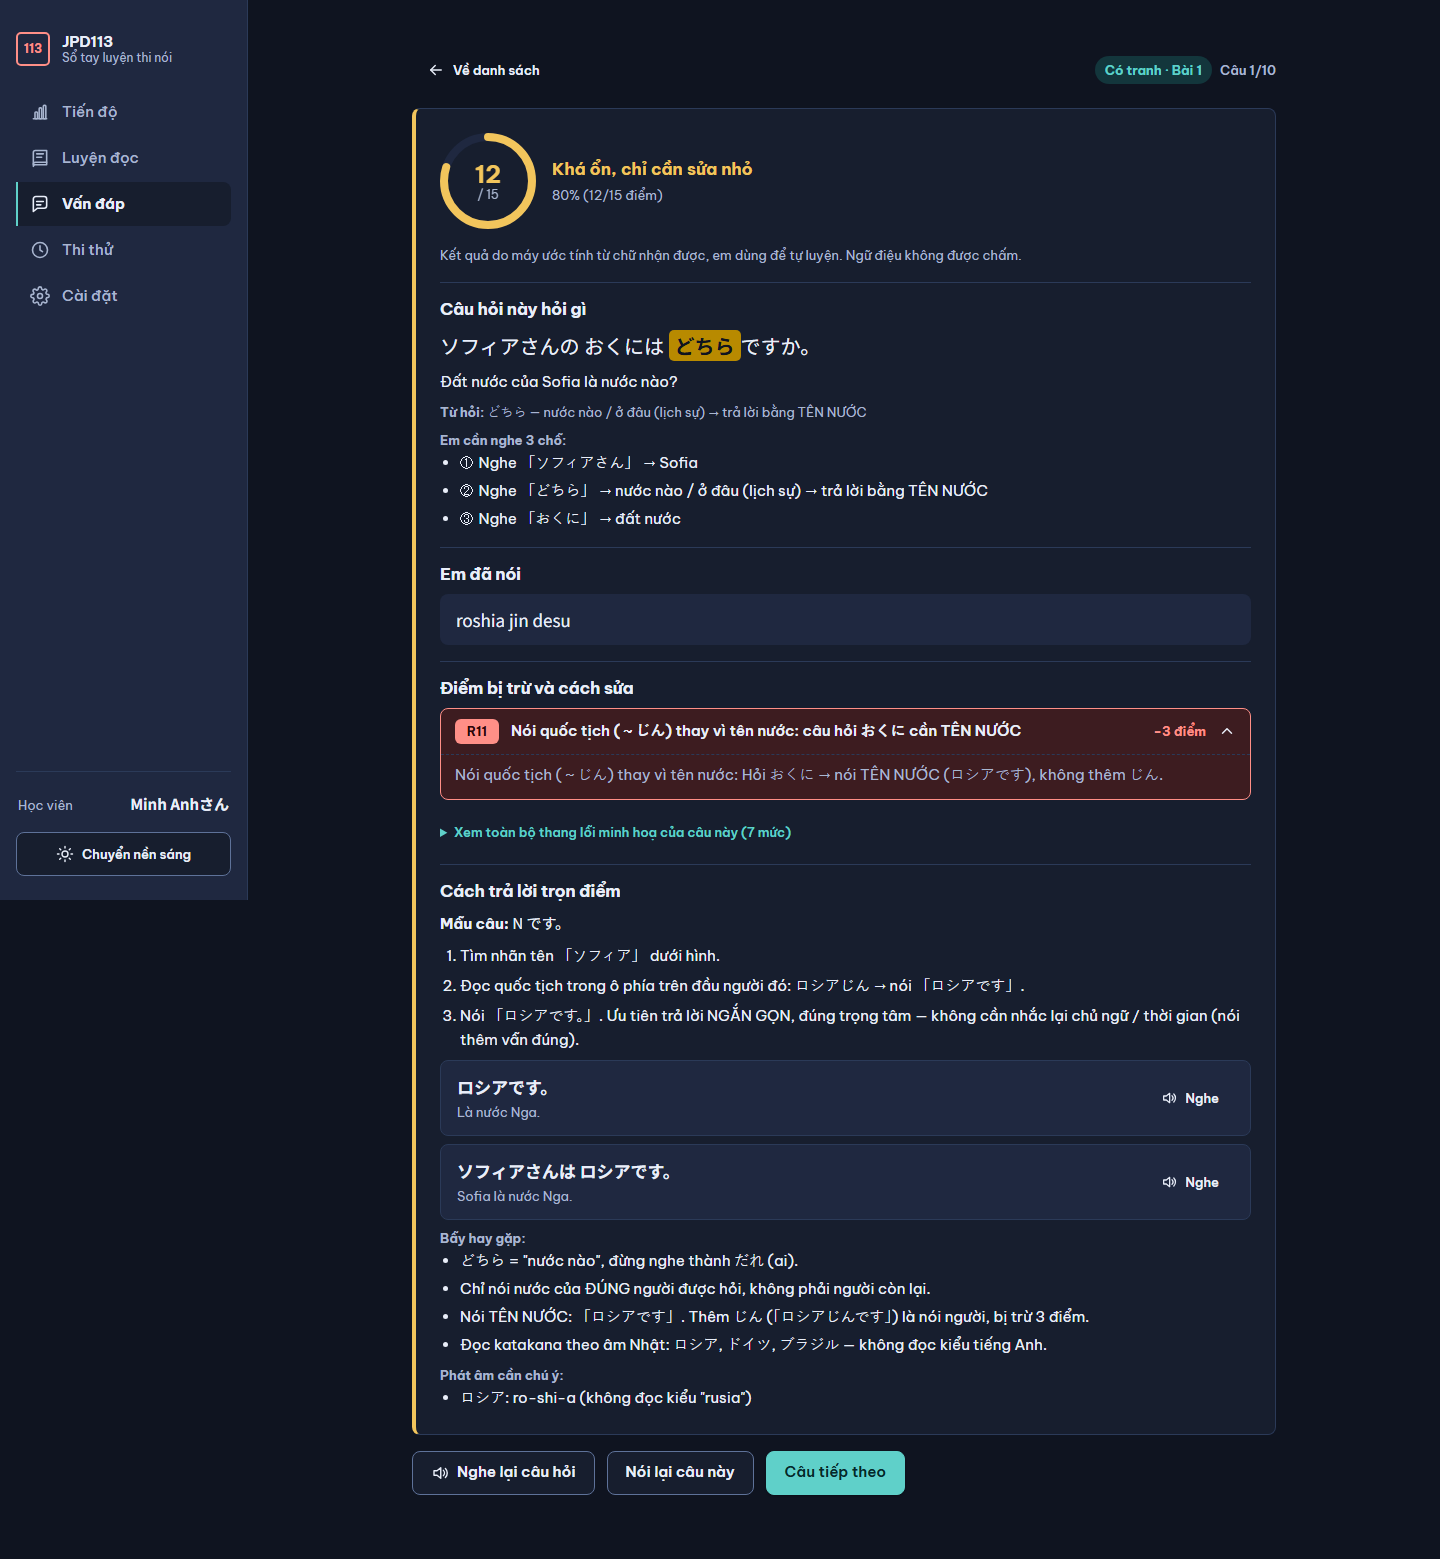 113
JPD113
Sổ tay luyện thi nói
Tiến độ
Luyện đọc
Vấn đáp
Thi thử
Cài đặt
Học viên
Minh Anhさん
Chuyển nền sáng
Về danh sách
Có tranh · Bài 1
Câu 1/10
12
/ 15
Khá ổn, chỉ cần sửa nhỏ
80% (12/15 điểm)
Kết quả do máy ước tính từ chữ nhận được, em dùng để tự luyện. Ngữ điệu không được chấm.
Câu hỏi này hỏi gì
ソフィアさんの おくには どちらですか。
Đất nước của Sofia là nước nào?
Từ hỏi: どちら — nước nào / ở đâu (lịch sự) → trả lời bằng TÊN NƯỚC
Em cần nghe 3 chỗ:
① Nghe 「ソフィアさん」 → Sofia
② Nghe 「どちら」 → nước nào / ở đâu (lịch sự) → trả lời bằng TÊN NƯỚC
③ Nghe 「おくに」 → đất nước
Em đã nói
roshia jin desu
Điểm bị trừ và cách sửa
R11
Nói quốc tịch (～じん) thay vì tên nước: câu hỏi おくに cần TÊN NƯỚC
-3 điểm
Nói quốc tịch (～じん) thay vì tên nước: Hỏi おくに → nói TÊN NƯỚC (ロシアです), không thêm じん.
Xem toàn bộ thang lỗi minh hoạ của câu này (7 mức)
Cách trả lời trọn điểm
Mẫu câu: N です。
1. Tìm nhãn tên 「ソフィア」 dưới hình.
2. Đọc quốc tịch trong ô phía trên đầu người đó: ロシアじん → nói 「ロシアです」.
3. Nói 「ロシアです。」. Ưu tiên trả lời NGẮN GỌN, đúng trọng tâm — không cần nhắc lại chủ ngữ / thời gian (nói
thêm vẫn đúng).
ロシアです。
Là nước Nga.
Nghe
ソフィアさんは ロシアです。
Sofia là nước Nga.
Nghe
Bẫy hay gặp:
どちら = "nước nào", đừng nghe thành だれ (ai).
Chỉ nói nước của ĐÚNG người được hỏi, không phải người còn lại.
Nói TÊN NƯỚC: 「ロシアです」. Thêm じん (「ロシアじんです」) là nói người, bị trừ 3 điểm.
Đọc katakana theo âm Nhật: ロシア, ドイツ, ブラジル — không đọc kiểu tiếng Anh.
Phát âm cần chú ý:
ロシア: ro-shi-a (không đọc kiểu "rusia")
Nghe lại câu hỏi
Nói lại câu này
Câu tiếp theo